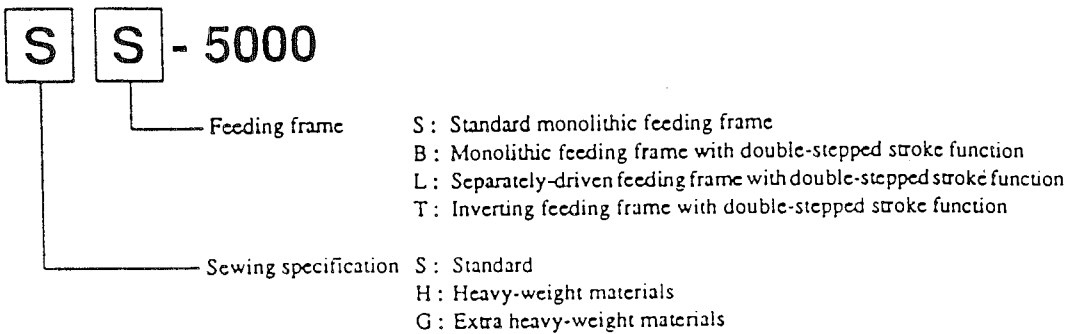 S S - 5000
Feeding frame S : Standard monolithic feeding frame
B : Monolithic feeding frame with double-stepped stroke function
L : Separately-driven feeding frame with double-stepped stroke function
T : Inverting feeding frame with double-stepped stroke function
Sewing specification S : Standard
H : Heavy-weight materials
G : Extra heavy-weight materials